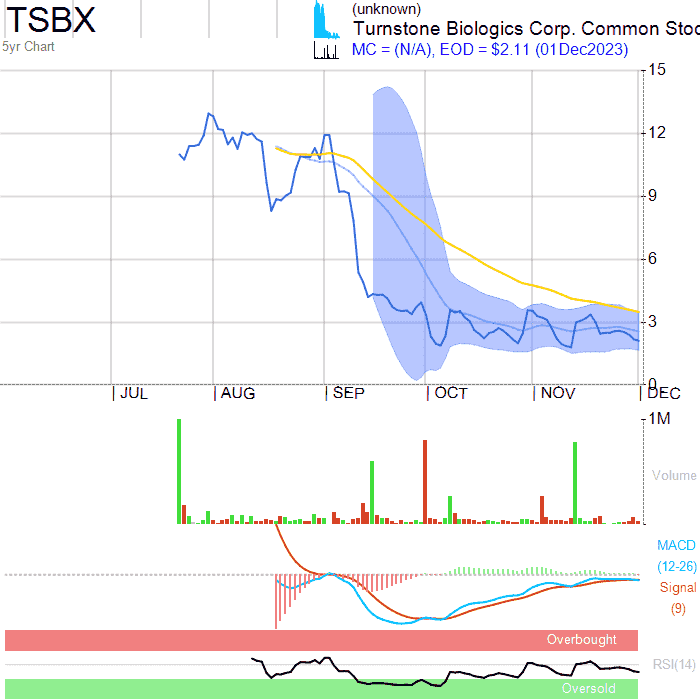 TSBX
5yr Chart
(unknown)
Turnstone Biologics Corp. Common Stoc
MC = (N/A), EOD = $2.11 (01Dec2023)
15
12
9
6
3
0
JUL AUG SEP OCT NOV DEC
1M
Volume
MACD
(12-26)
Signal
(9)
Overbought
RSI(14)
Oversold